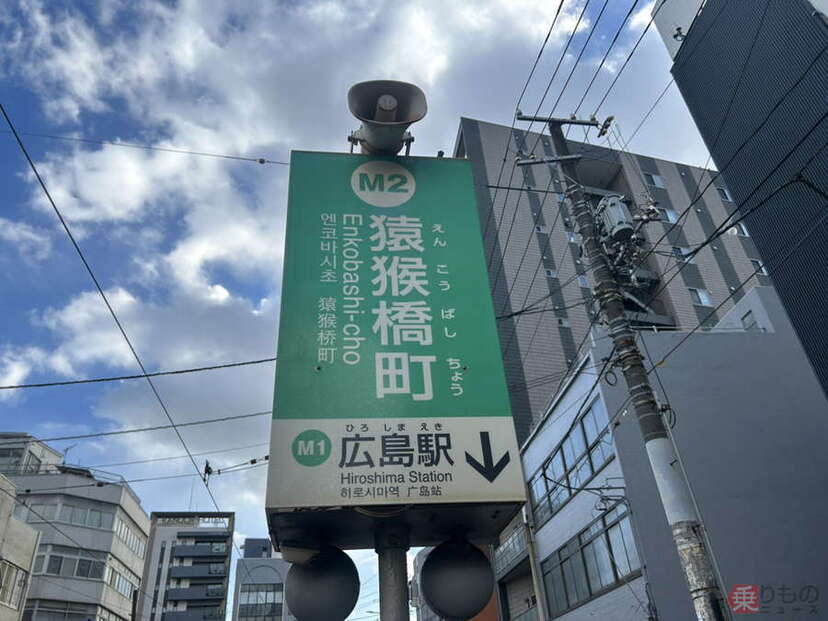 M2
猿猴橋町
えんこうばしちょう
Enkobashi-cho
엔코바시초 猿猴桥町
M1
ひろしまえき
広島駅
Hiroshima Station
히로시마역 广岛站
乗りもの
ニュース